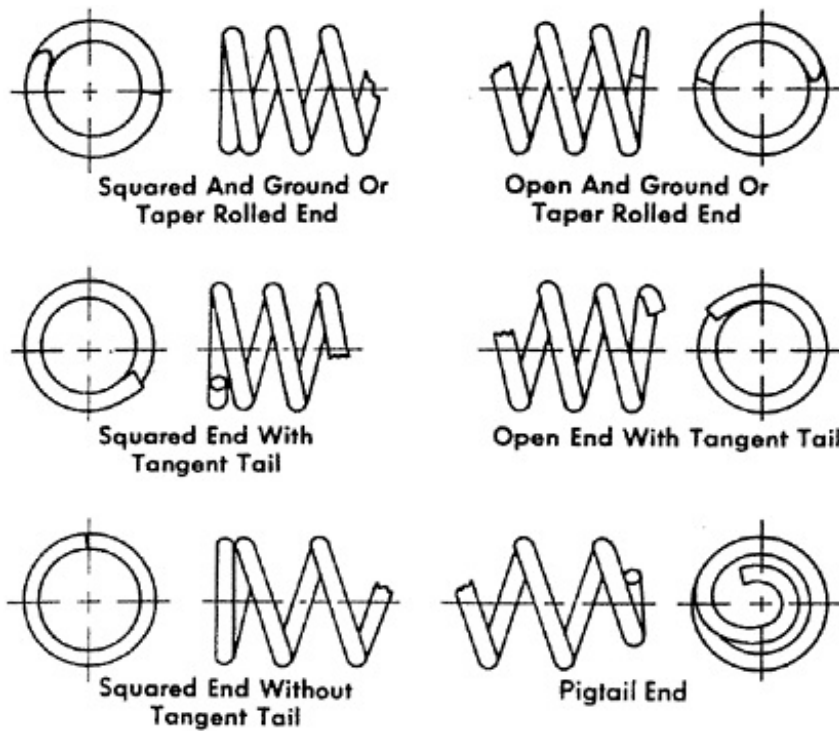 Squared And Ground Or
Taper Rolled End
Open And Ground Or
Taper Rolled End
Squared End With
Tangent Tail
Open End With Tangent Tail
Squared End Without
Tangent Tail
Pigtail End